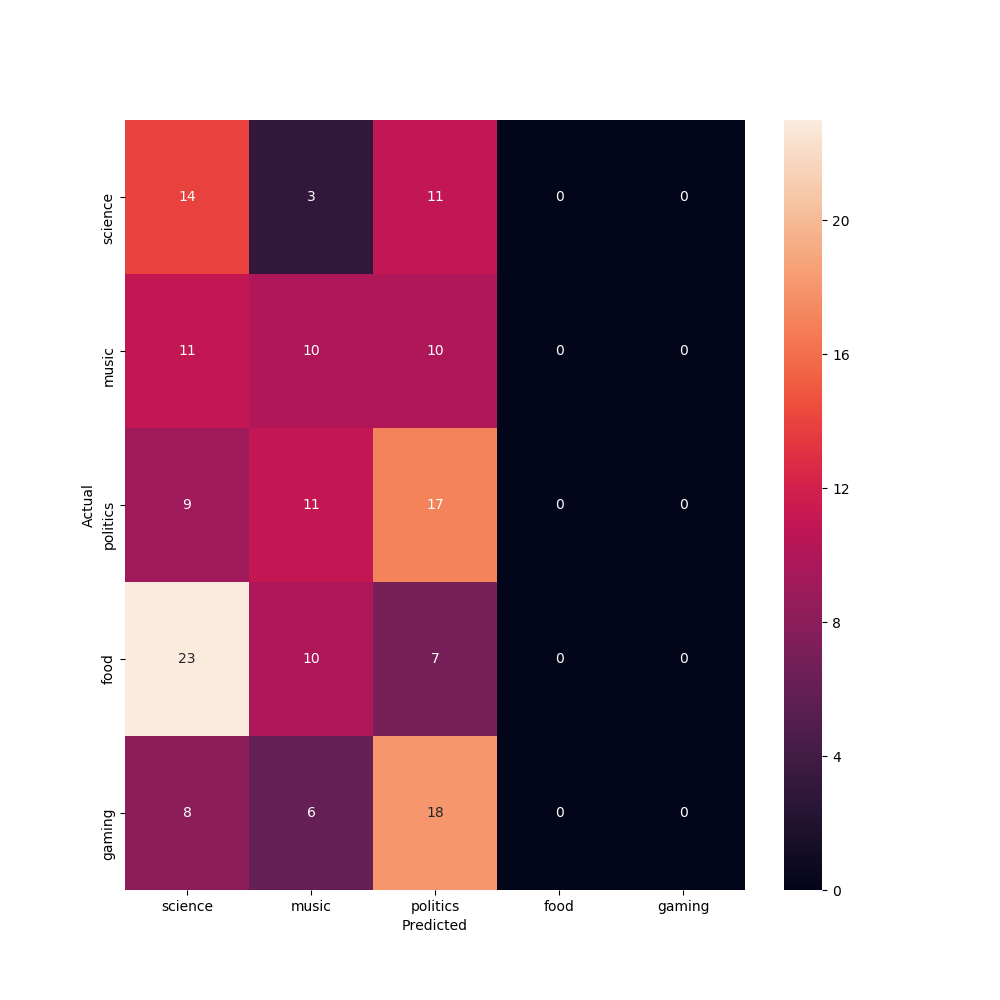 science 14 3 11 0 0
music 11 10 10 0 0
politics 9 11 17 0 0
food 23 10 7 0 0
gaming 8 6 18 0 0
Actual
science music politics food gaming
Predicted
20
16
12
8
4
0